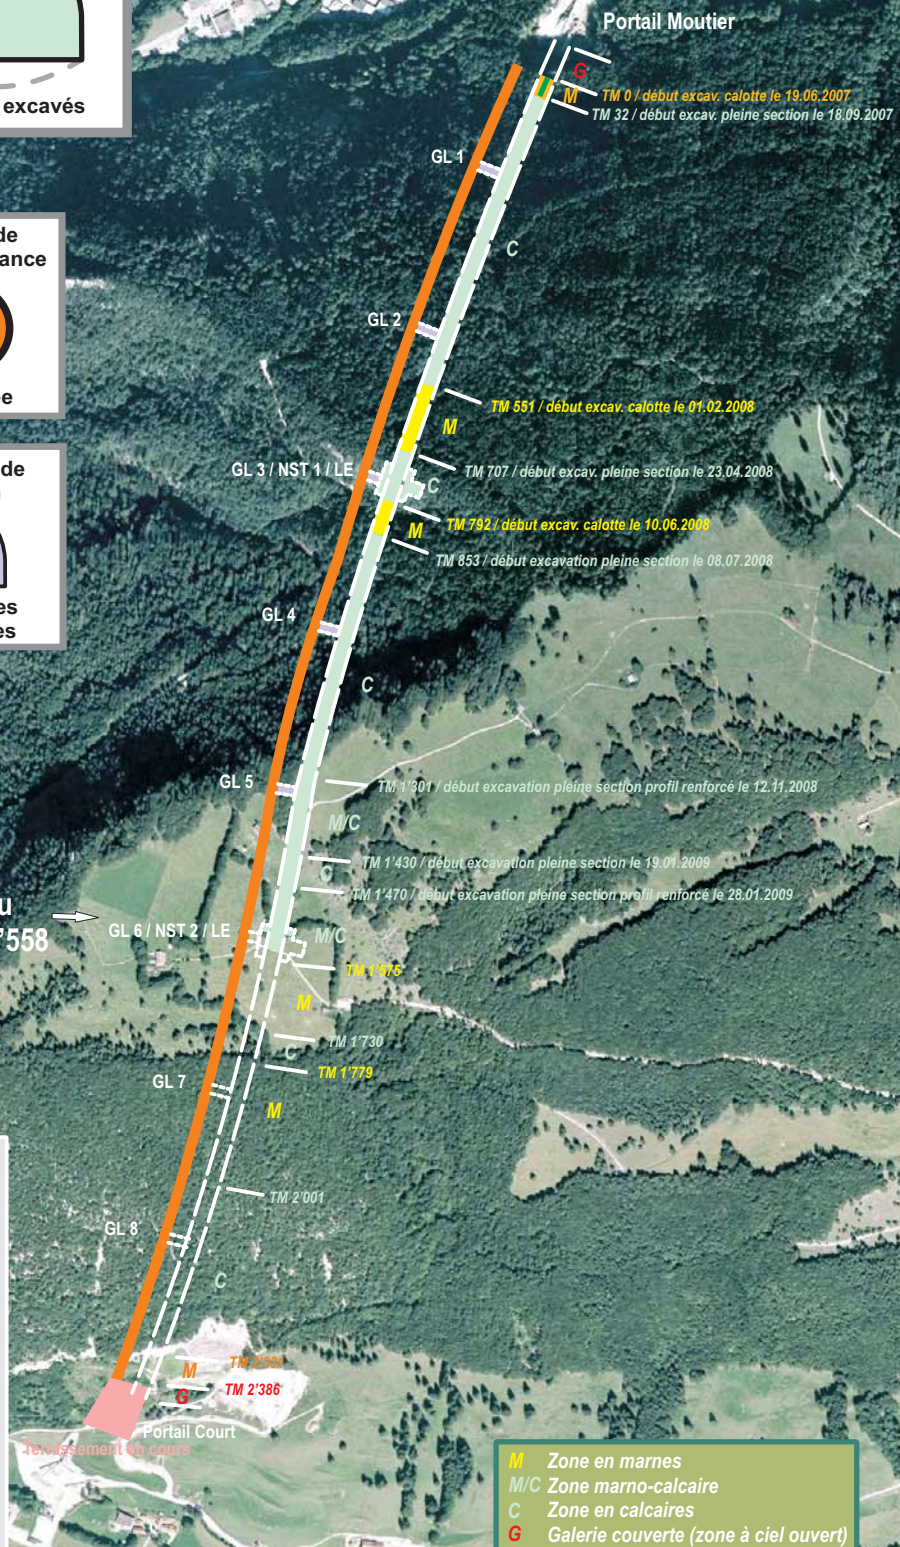 excavés
Portail Moutier
G
M
TM 0 / début excav. calotte le 19.06.2007
TM 32 / début excav. pleine section le 18.09.2007
GL 1
C
de
ance
GL 2
e
TM 551 / début excav. calotte le 01.02.2008
M
de
GL 3 / NST 1 / LE
TM 707 / début excav. pleine section le 23.04.2008
C
TM 792 / début excav. calotte le 10.06.2008
M
TM 853 / début excavation pleine section le 08.07.2008
es
es
GL 4
C
GL 5
TM 1'301 / début excavation pleine section profil renforcé le 12.11.2008
M/C
TM 1'430 / début excavation pleine section le 19.01.2009
C
TM 1'470 / début excavation pleine section profil renforcé le 28.01.2009
u
'558
GL 6 / NST 2 / LE
M/C
TM 1'575
M
TM 1'730
C
TM 1'779
GL 7
M
TM 2'001
GL 8
C
TM 2'331
M
TM 2'386
G
Portail Court
Terrassement en cours
M Zone en marnes
M/C Zone marno-calcaire
C Zone en calcaires
G Galerie couverte (zone à ciel ouvert)